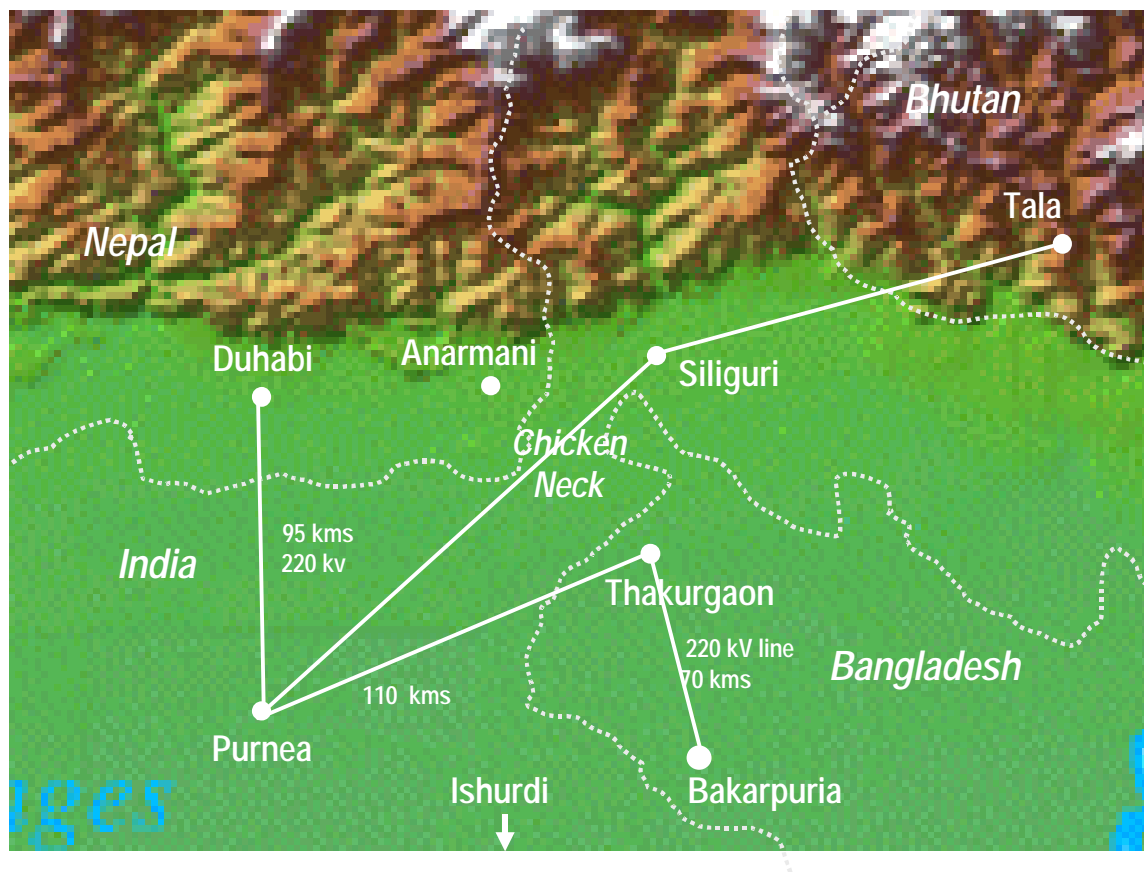 Bhutan
Tala
Nepal
Duhabi
Anarmani
Siliguri
Chicken
Neck
95 kms
220 kv
India
Thakurgaon
220 kV line
70 kms
Bangladesh
110 kms
Purnea
Ishurdi
Bakarpuria
nges